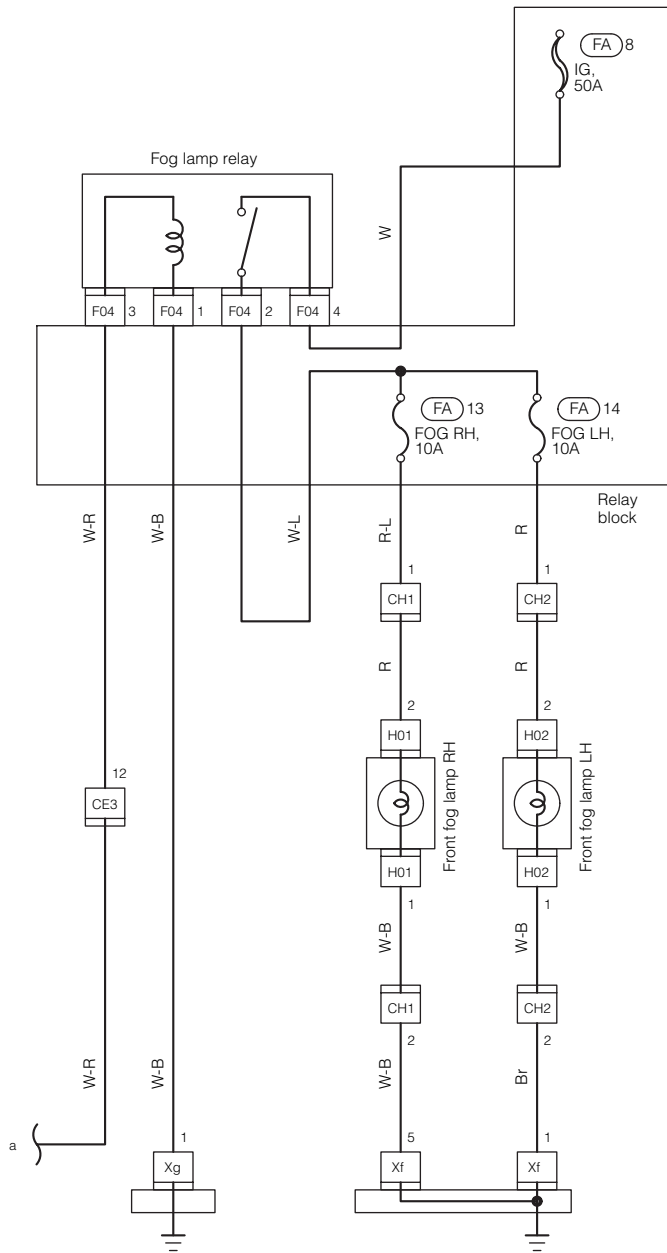 FA 8
IG,
50A
Fog lamp relay
W
F04 3 F04 1 F04 2 F04 4
FA 13 FA 14
FOG RH, FOG LH,
10A 10A
Relay
block
W-R W-B W-L R-L R
1 1
CH1 CH2
R R
2 2
H01 H02
Front fog lamp RH Front fog lamp LH
12
CE3
H01 H02
1 1
W-B W-B
CH1 CH2
2 2
W-R W-B W-B Br
a
1 5 1
Xg Xf Xf